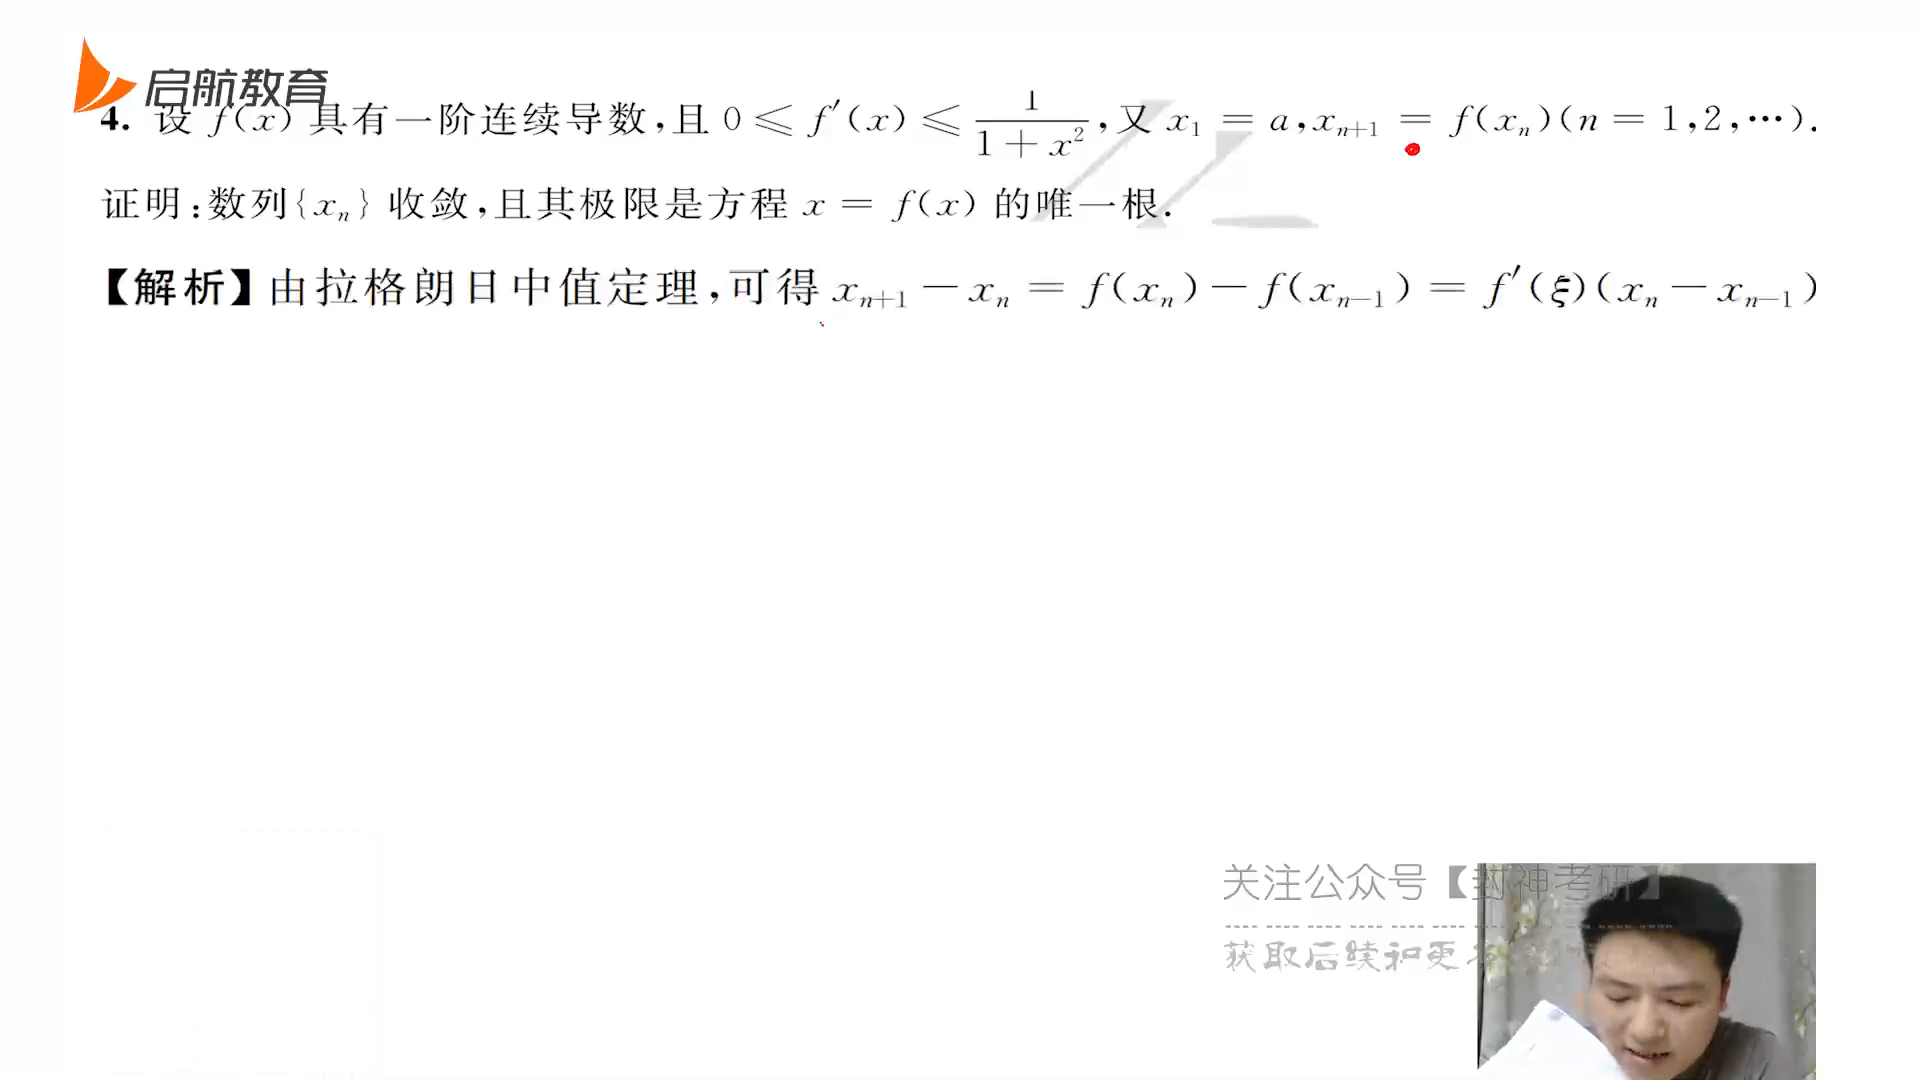 启航教育
4. 设 f(x) 具有一阶连续导数,且 0 ≤ f′(x) ≤ 1/(1 + x²),又 x₁ = a,xₙ₊₁ = f(xₙ)(n = 1,2,⋯).
证明:数列{xₙ} 收敛,且其极限是方程 x = f(x) 的唯一根.
【解析】由拉格朗日中值定理,可得 xₙ₊₁ − xₙ = f(xₙ) − f(xₙ₋₁) = f′(ξ)(xₙ − xₙ₋₁)
关注公众号【封神考研】
获取后续和更